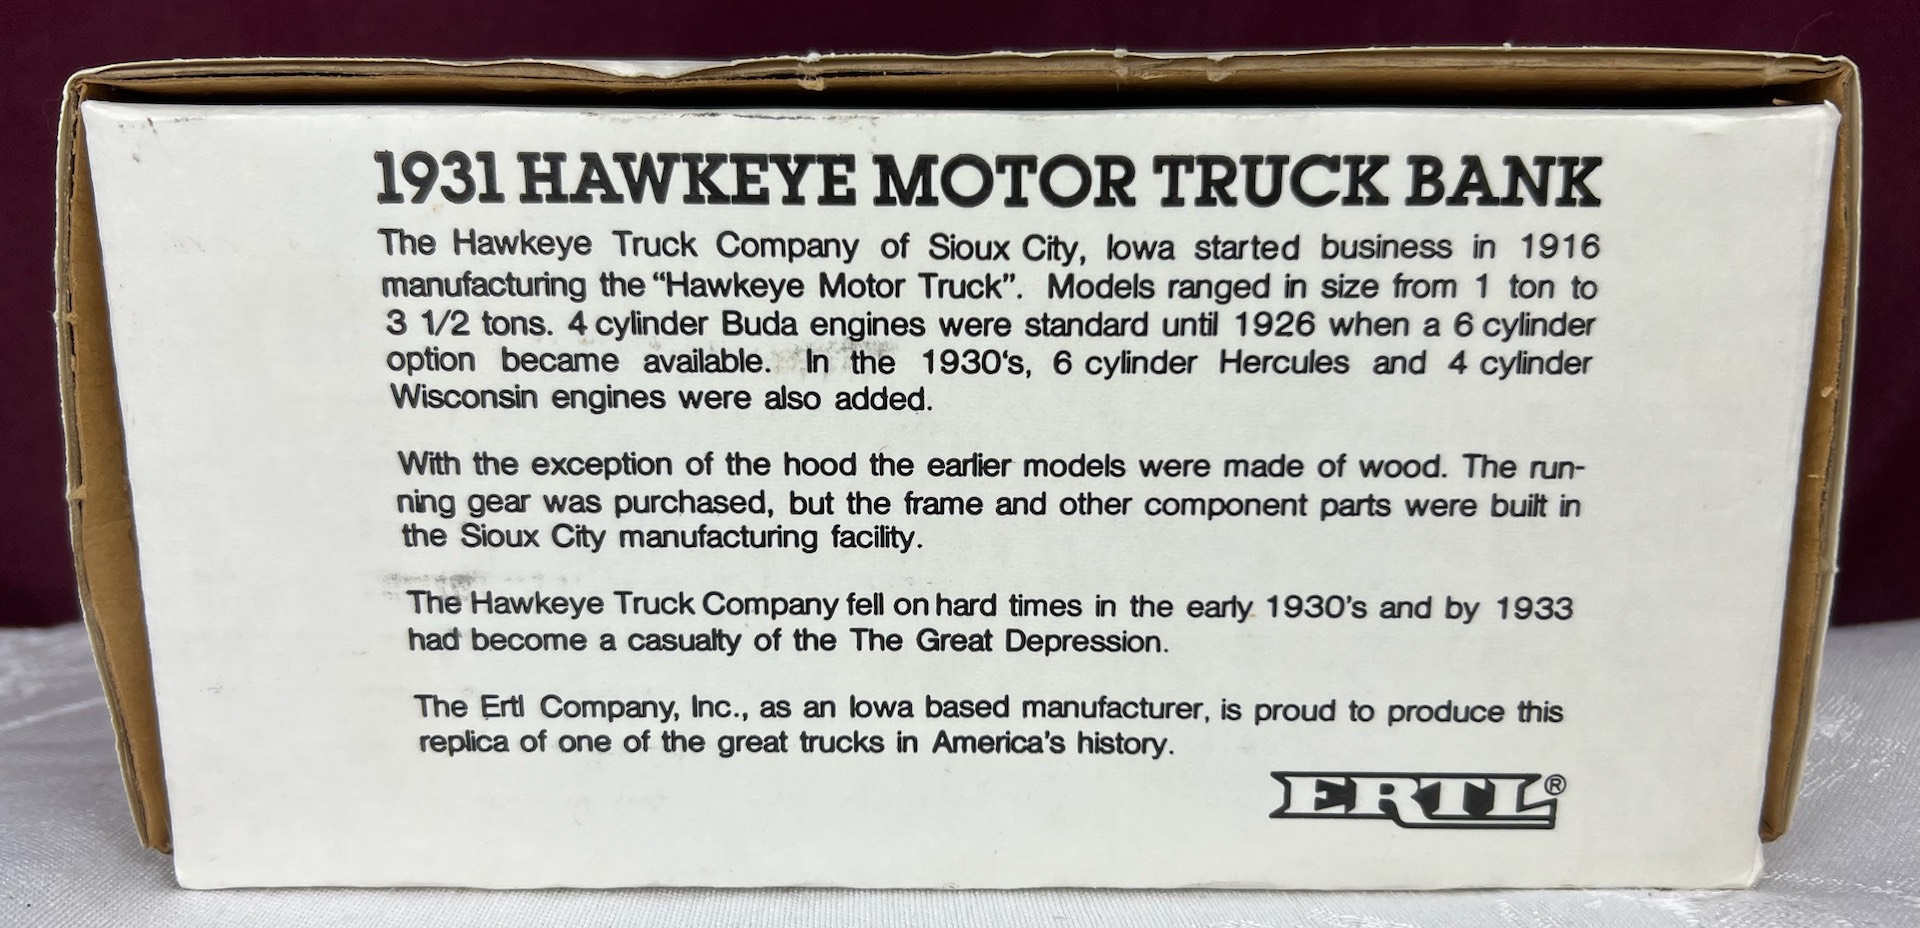 1931 HAWKEYE MOTOR TRUCK BANK
The Hawkeye Truck Company of Sioux City, Iowa started business in 1916
manufacturing the “Hawkeye Motor Truck”. Models ranged in size from 1 ton to
3 1/2 tons. 4 cylinder Buda engines were standard until 1926 when a 6 cylinder
option became available. In the 1930‘s, 6 cylinder Hercules and 4 cylinder
Wisconsin engines were also added.
With the exception of the hood the earlier models were made of wood. The run-
ning gear was purchased, but the frame and other component parts were built in
the Sioux City manufacturing facility.
The Hawkeye Truck Company fell on hard times in the early 1930's and by 1933
had become a casualty of the The Great Depression.
The Ertl Company, Inc., as an Iowa based manufacturer, is proud to produce this
replica of one of the great trucks in America's history.
ERTL®